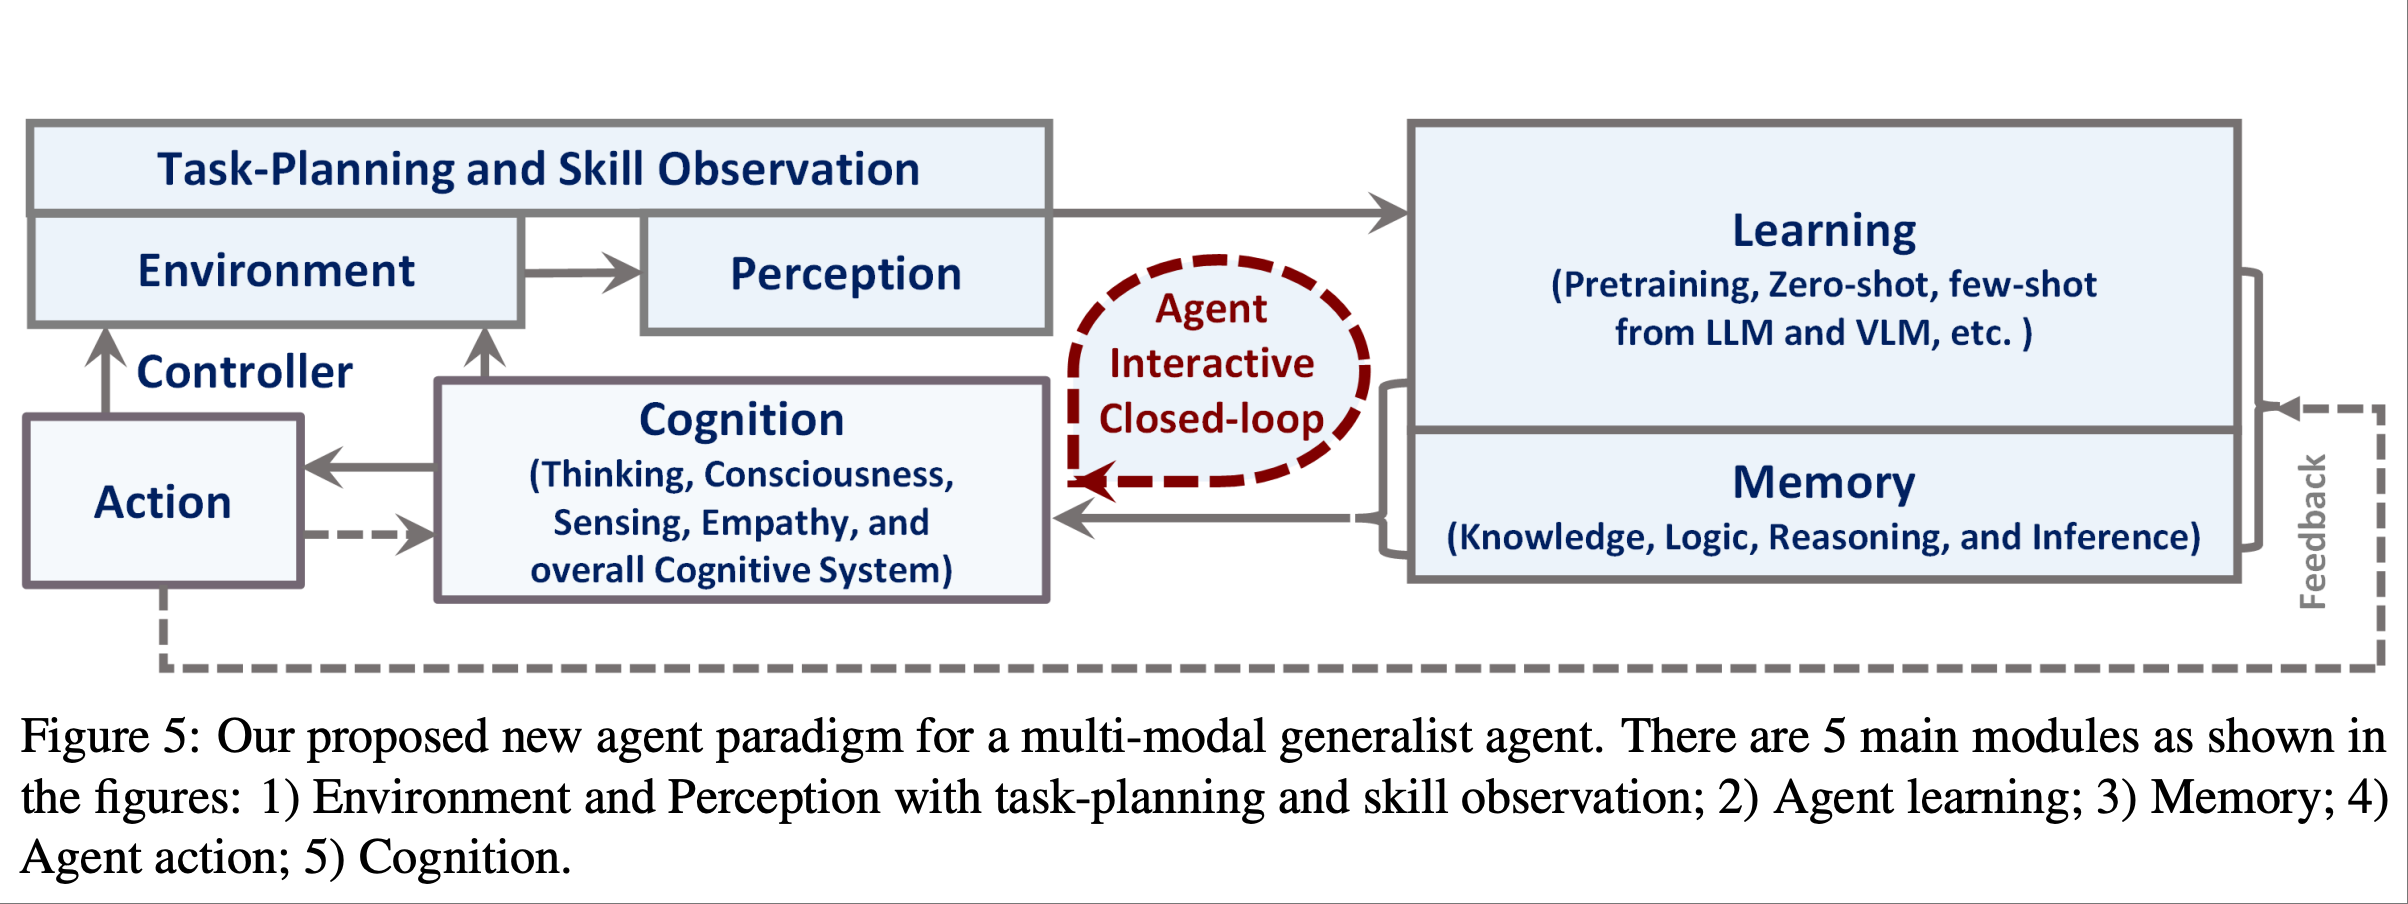 Task-Planning and Skill Observation
Environment
Perception
Controller
Action
Cognition
(Thinking, Consciousness,
Sensing, Empathy, and
overall Cognitive System)
Agent
Interactive
Closed-loop
Learning
(Pretraining, Zero-shot, few-shot
from LLM and VLM, etc. )
Memory
(Knowledge, Logic, Reasoning, and Inference)
Feedback
Figure 5: Our proposed new agent paradigm for a multi-modal generalist agent. There are 5 main modules as shown in
the figures: 1) Environment and Perception with task-planning and skill observation; 2) Agent learning; 3) Memory; 4)
Agent action; 5) Cognition.